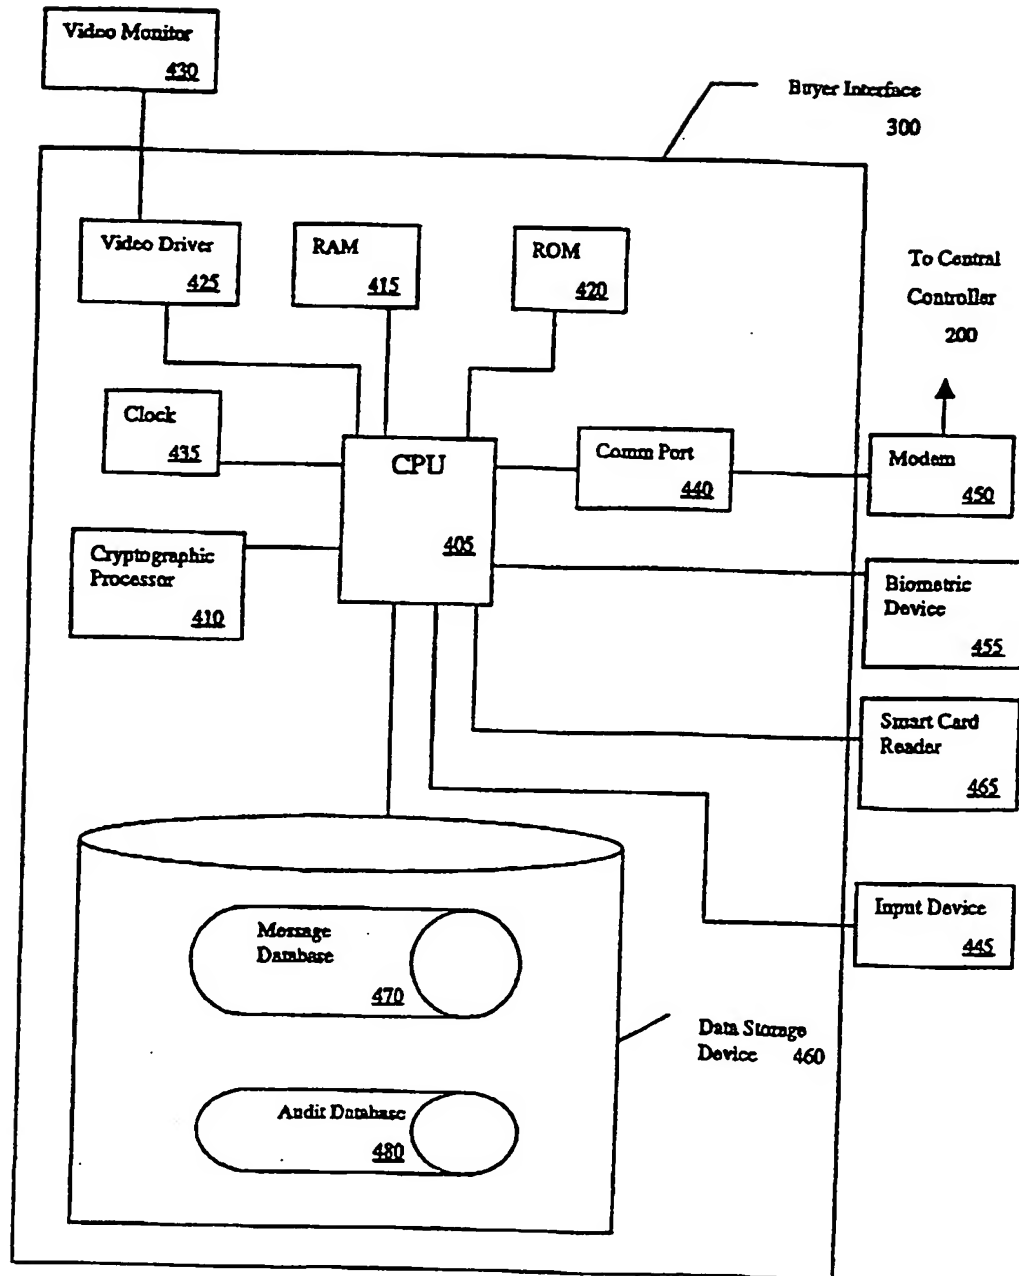 Video Monitor
430
Buyer Interface
300
Video Driver
425
RAM
415
ROM
420
To Central
Controller
200
Clock
435
CPU
405
Comm Port
440
Modem
450
Cryptographic
Processor
410
Biometric
Device
455
Smart Card
Reader
465
Input Device
445
Message
Database
470
Data Storage
Device 460
Audit Database
480